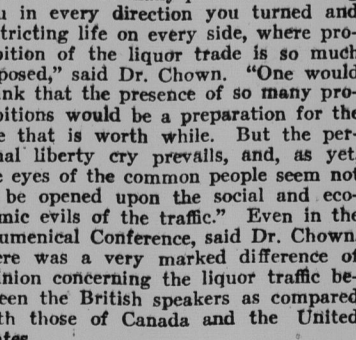 u in every direction you turned and
tricting life on every side, where pro-
ition of the liquor trade is so much
posed," said Dr. Chown. "One would
nk that the presence of so many pro-
itions would be a preparation for the
e that is worth while. But the per-
nal liberty cry prevails, and, as yet
e eyes of the common people seem not
be opened upon the social and eco-
mic evils of the traffic." Even in the
umenical Conference, said Dr. Chown
ere was a very marked difference of
inion concerning the liquor traffic be-
een the British speakers as compared
th those of Canada and the United